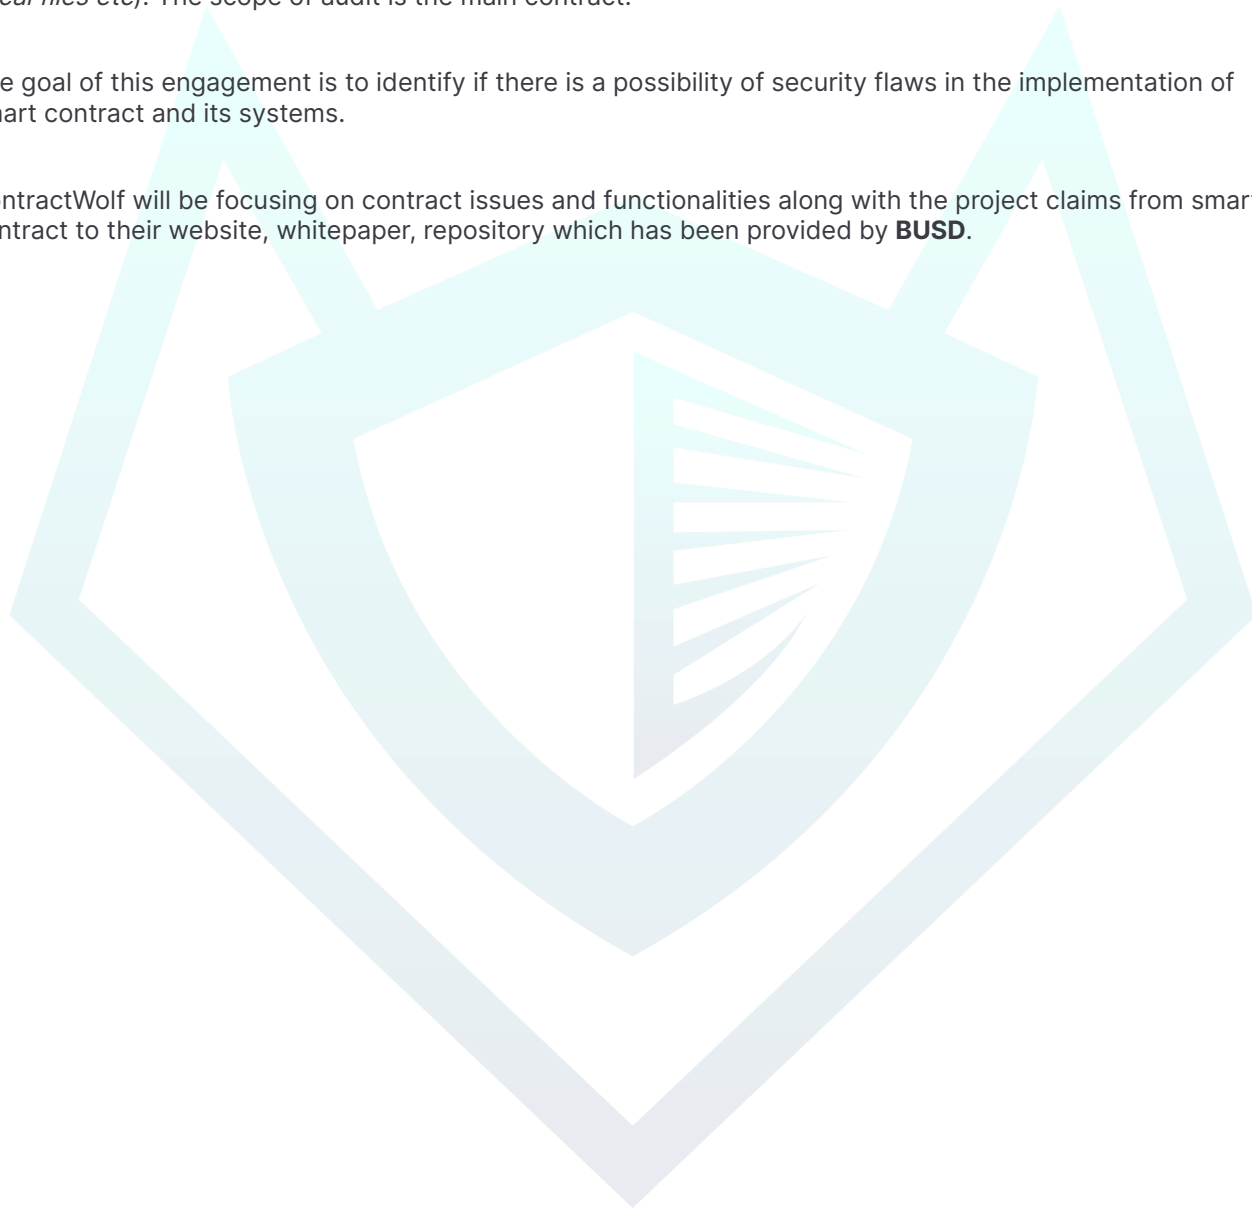 cal files etc). The scope of audit is the main contract.
e goal of this engagement is to identify if there is a possibility of security flaws in the implementation of
art contract and its systems.
ntractWolf will be focusing on contract issues and functionalities along with the project claims from smart
ntract to their website, whitepaper, repository which has been provided by BUSD.